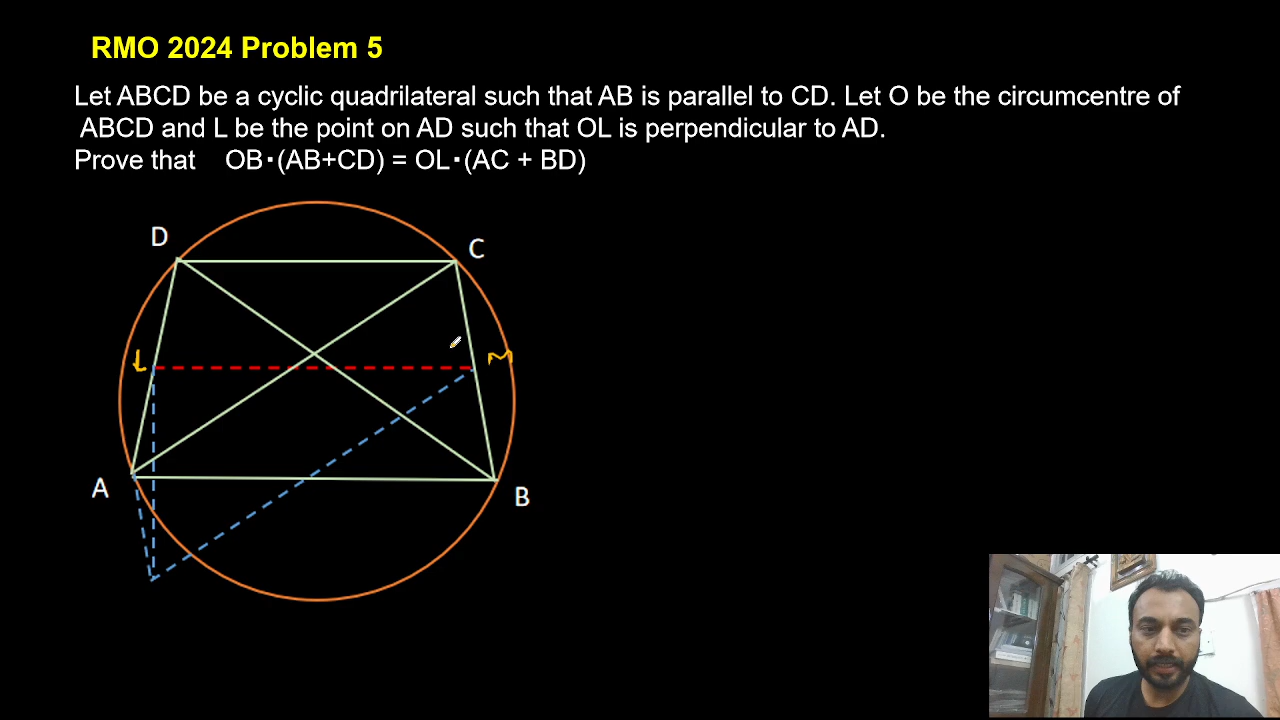 RMO 2024 Problem 5
Let ABCD be a cyclic quadrilateral such that AB is parallel to CD. Let O be the circumcentre of
ABCD and L be the point on AD such that OL is perpendicular to AD.
Prove that OB·(AB+CD) = OL·(AC + BD)
D
C
L
M
A
B